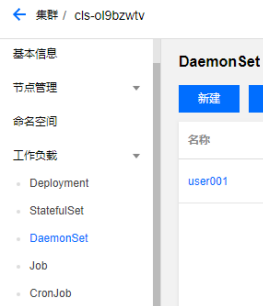 集群 / cls-ol9bzwtv
基本信息
节点管理
命名空间
工作负载
Deployment
StatefulSet
DaemonSet
Job
CronJob
DaemonSet
新建
名称
user001